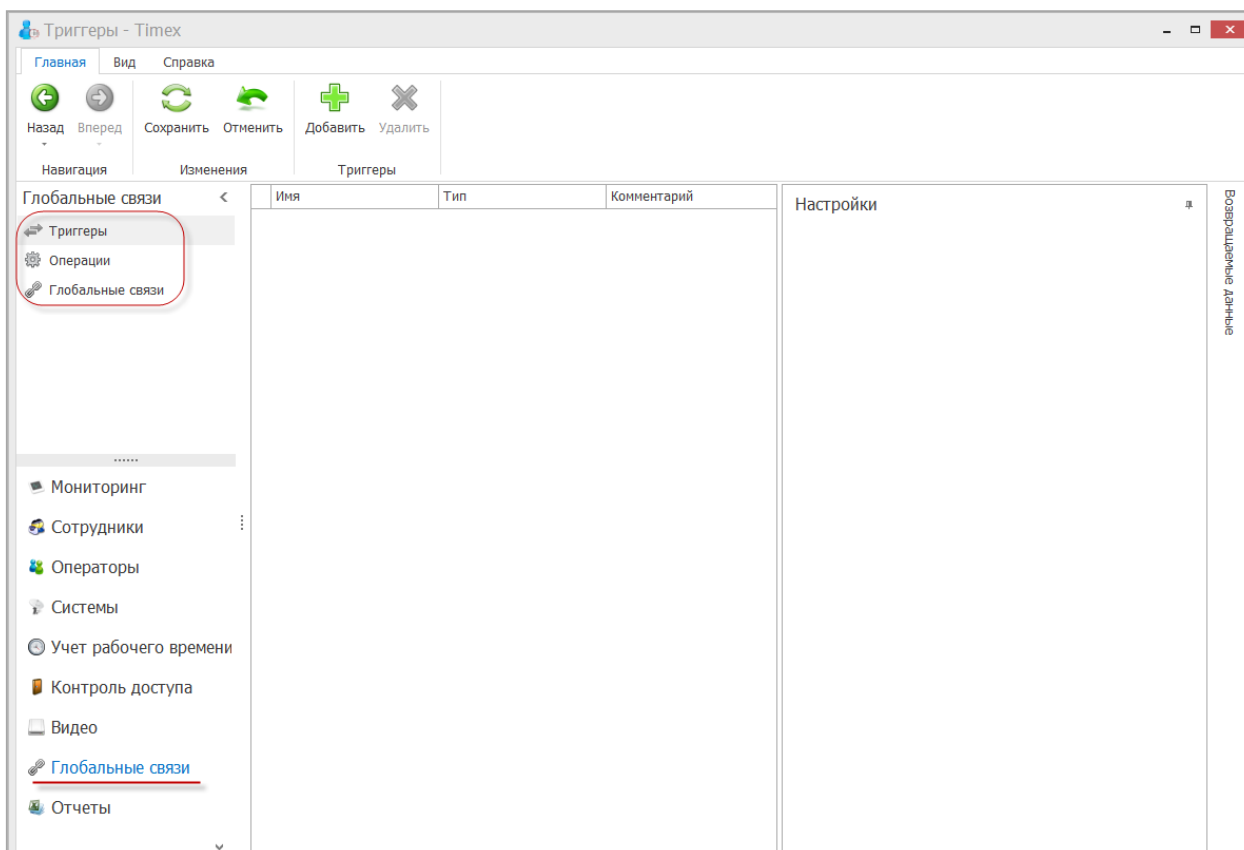 Триггеры - Timex
Главная Вид Справка
Назад Вперед Сохранить Отменить Добавить Удалить
Навигация Изменения Триггеры
Глобальные связи
Триггеры
Операции
Глобальные связи
Имя Тип Комментарий
Настройки
Возвращаемые данные
Мониторинг
Сотрудники
Операторы
Системы
Учет рабочего времени
Контроль доступа
Видео
Глобальные связи
Отчеты